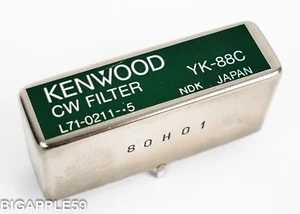 KENWOOD YK-88C
CW FILTER NDK JAPAN
L71-0211-·5
80H01
BIGAPPLE59